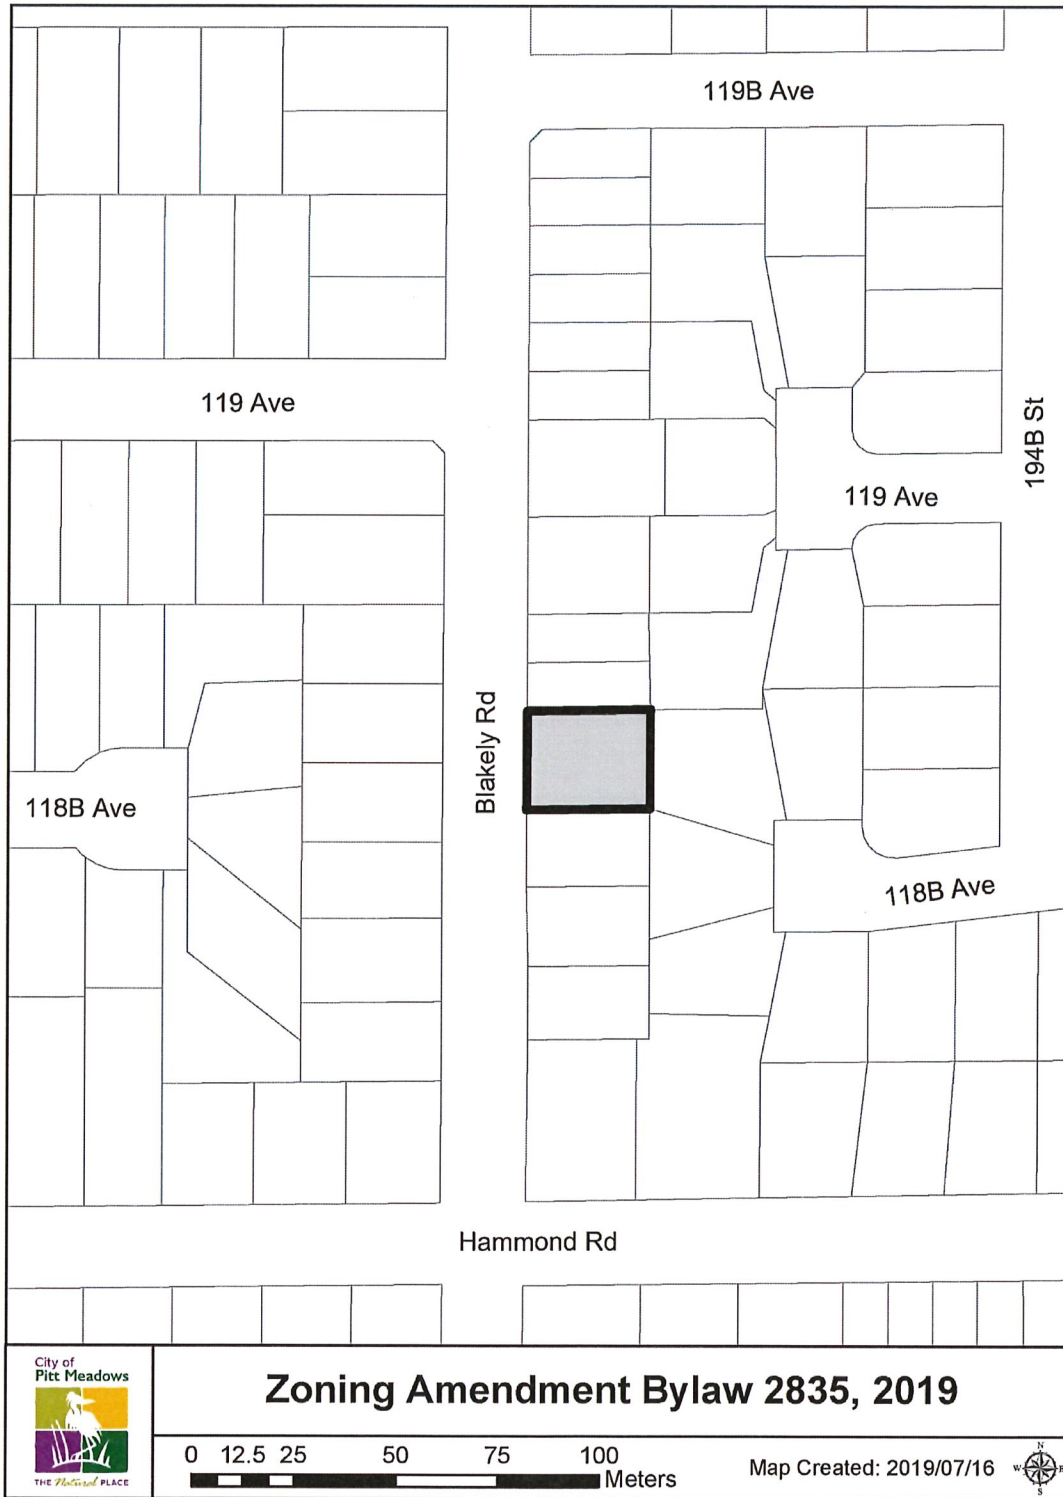 119B Ave
119 Ave
194B St
119 Ave
Blakely Rd
118B Ave
118B Ave
Hammond Rd
City of
Pitt Meadows
THE Natural PLACE
Zoning Amendment Bylaw 2835, 2019
0 12.5 25 50 75 100
Meters
Map Created: 2019/07/16
N
W E
S